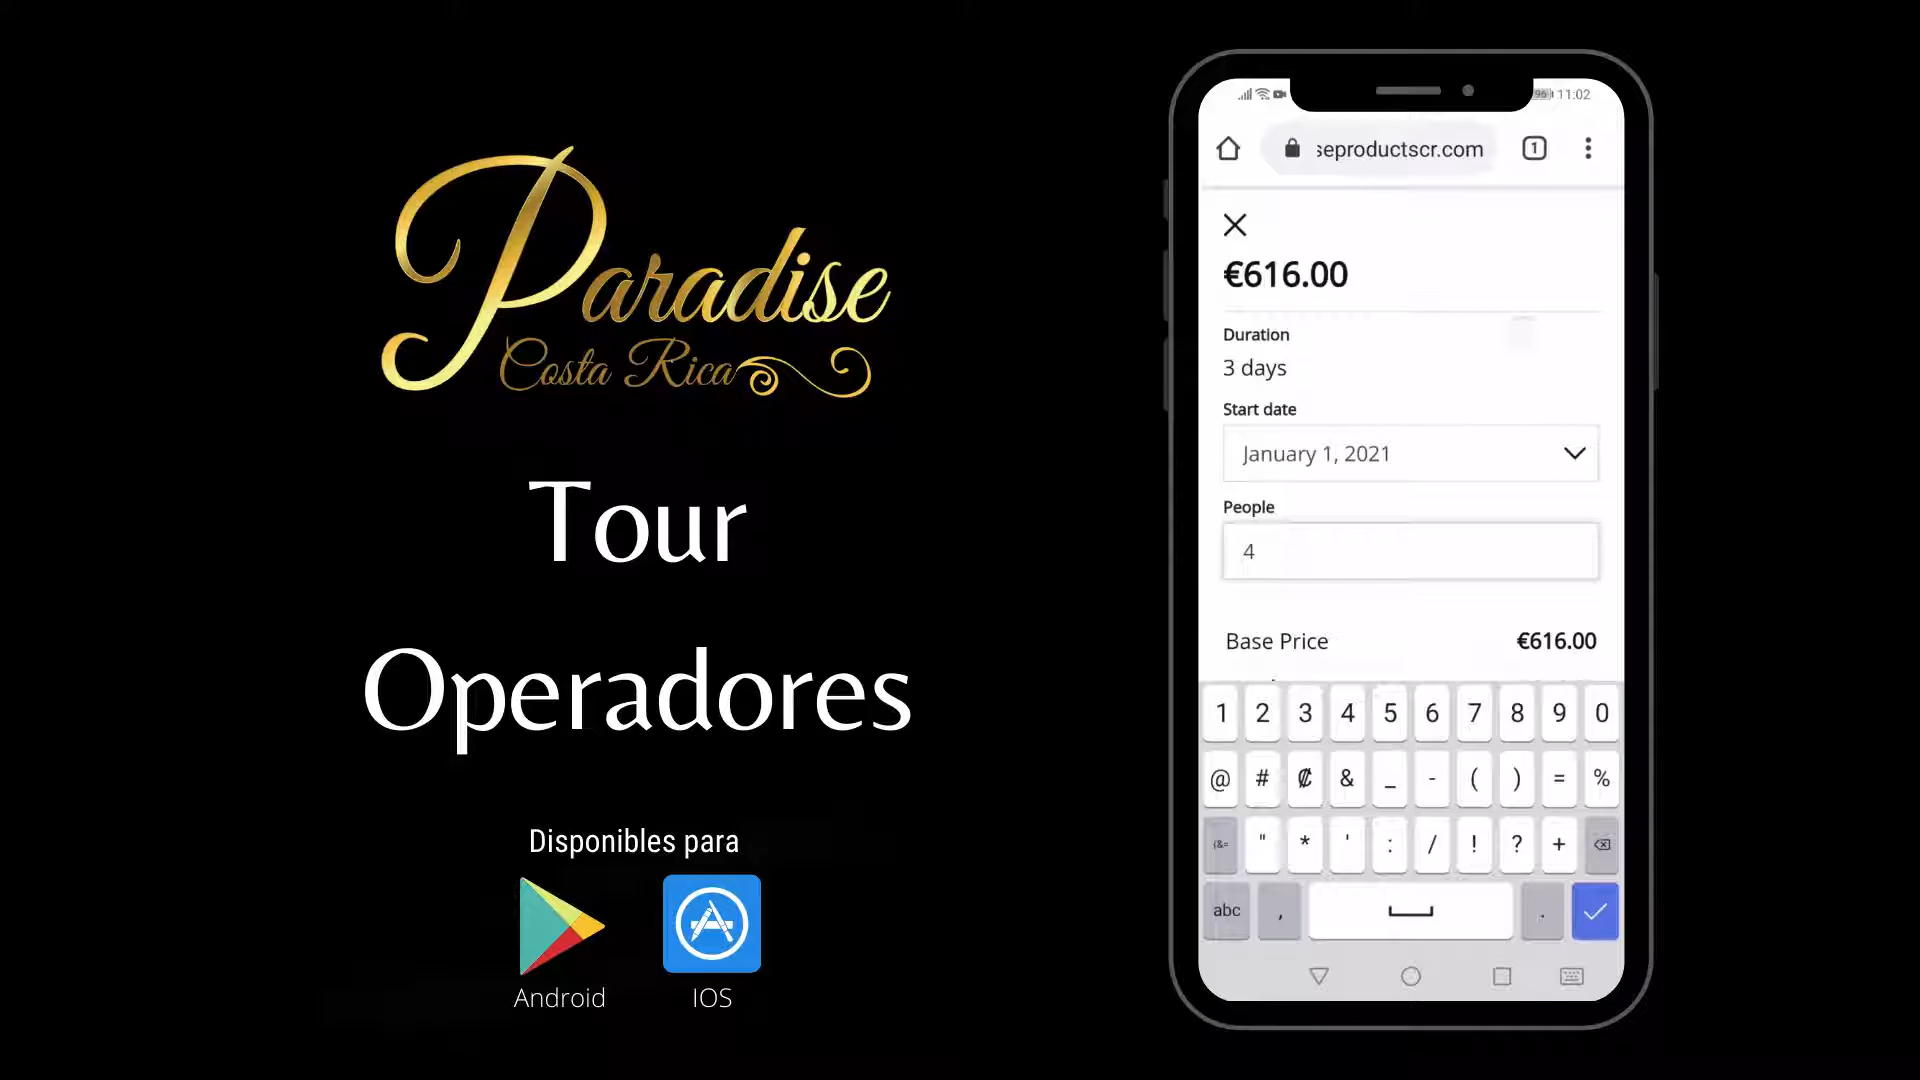 Paradise
Costa Rica
Tour
Operadores
Disponibles para
Android
IOS
96 11:02
seproductscr.com
1
€616.00
Duration
3 days
Start date
January 1, 2021
People
4
Base Price €616.00
1 2 3 4 5 6 7 8 9 0
@ # ₡ & _ - ( ) = %
{&= " * ' : / ! ? +
abc , .